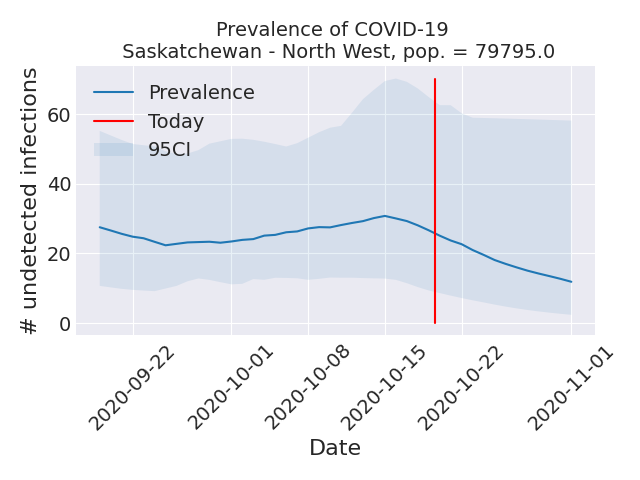 Prevalence of COVID-19
Saskatchewan - North West, pop. = 79795.0
Prevalence
Today
95CI
# undetected infections
60
40
20
0
2020-09-22
2020-10-01
2020-10-08
2020-10-15
2020-10-22
2020-11-01
Date